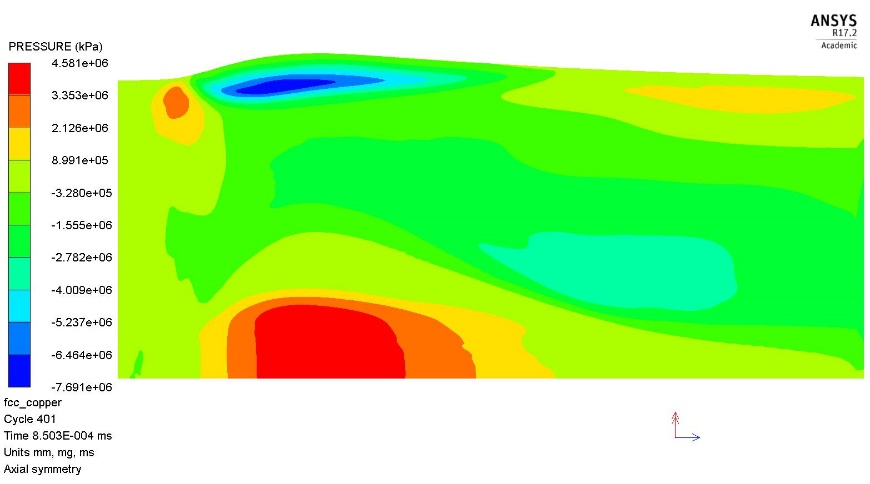 ANSYS
R17.2
Academic
PRESSURE (kPa)
4.581e+06
3.353e+06
2.126e+06
8.991e+05
-3.280e+05
-1.555e+06
-2.782e+06
-4.009e+06
-5.237e+06
-6.464e+06
-7.691e+06
fcc_copper
Cycle 401
Time 8.503E-004 ms
Units mm, mg, ms
Axial symmetry